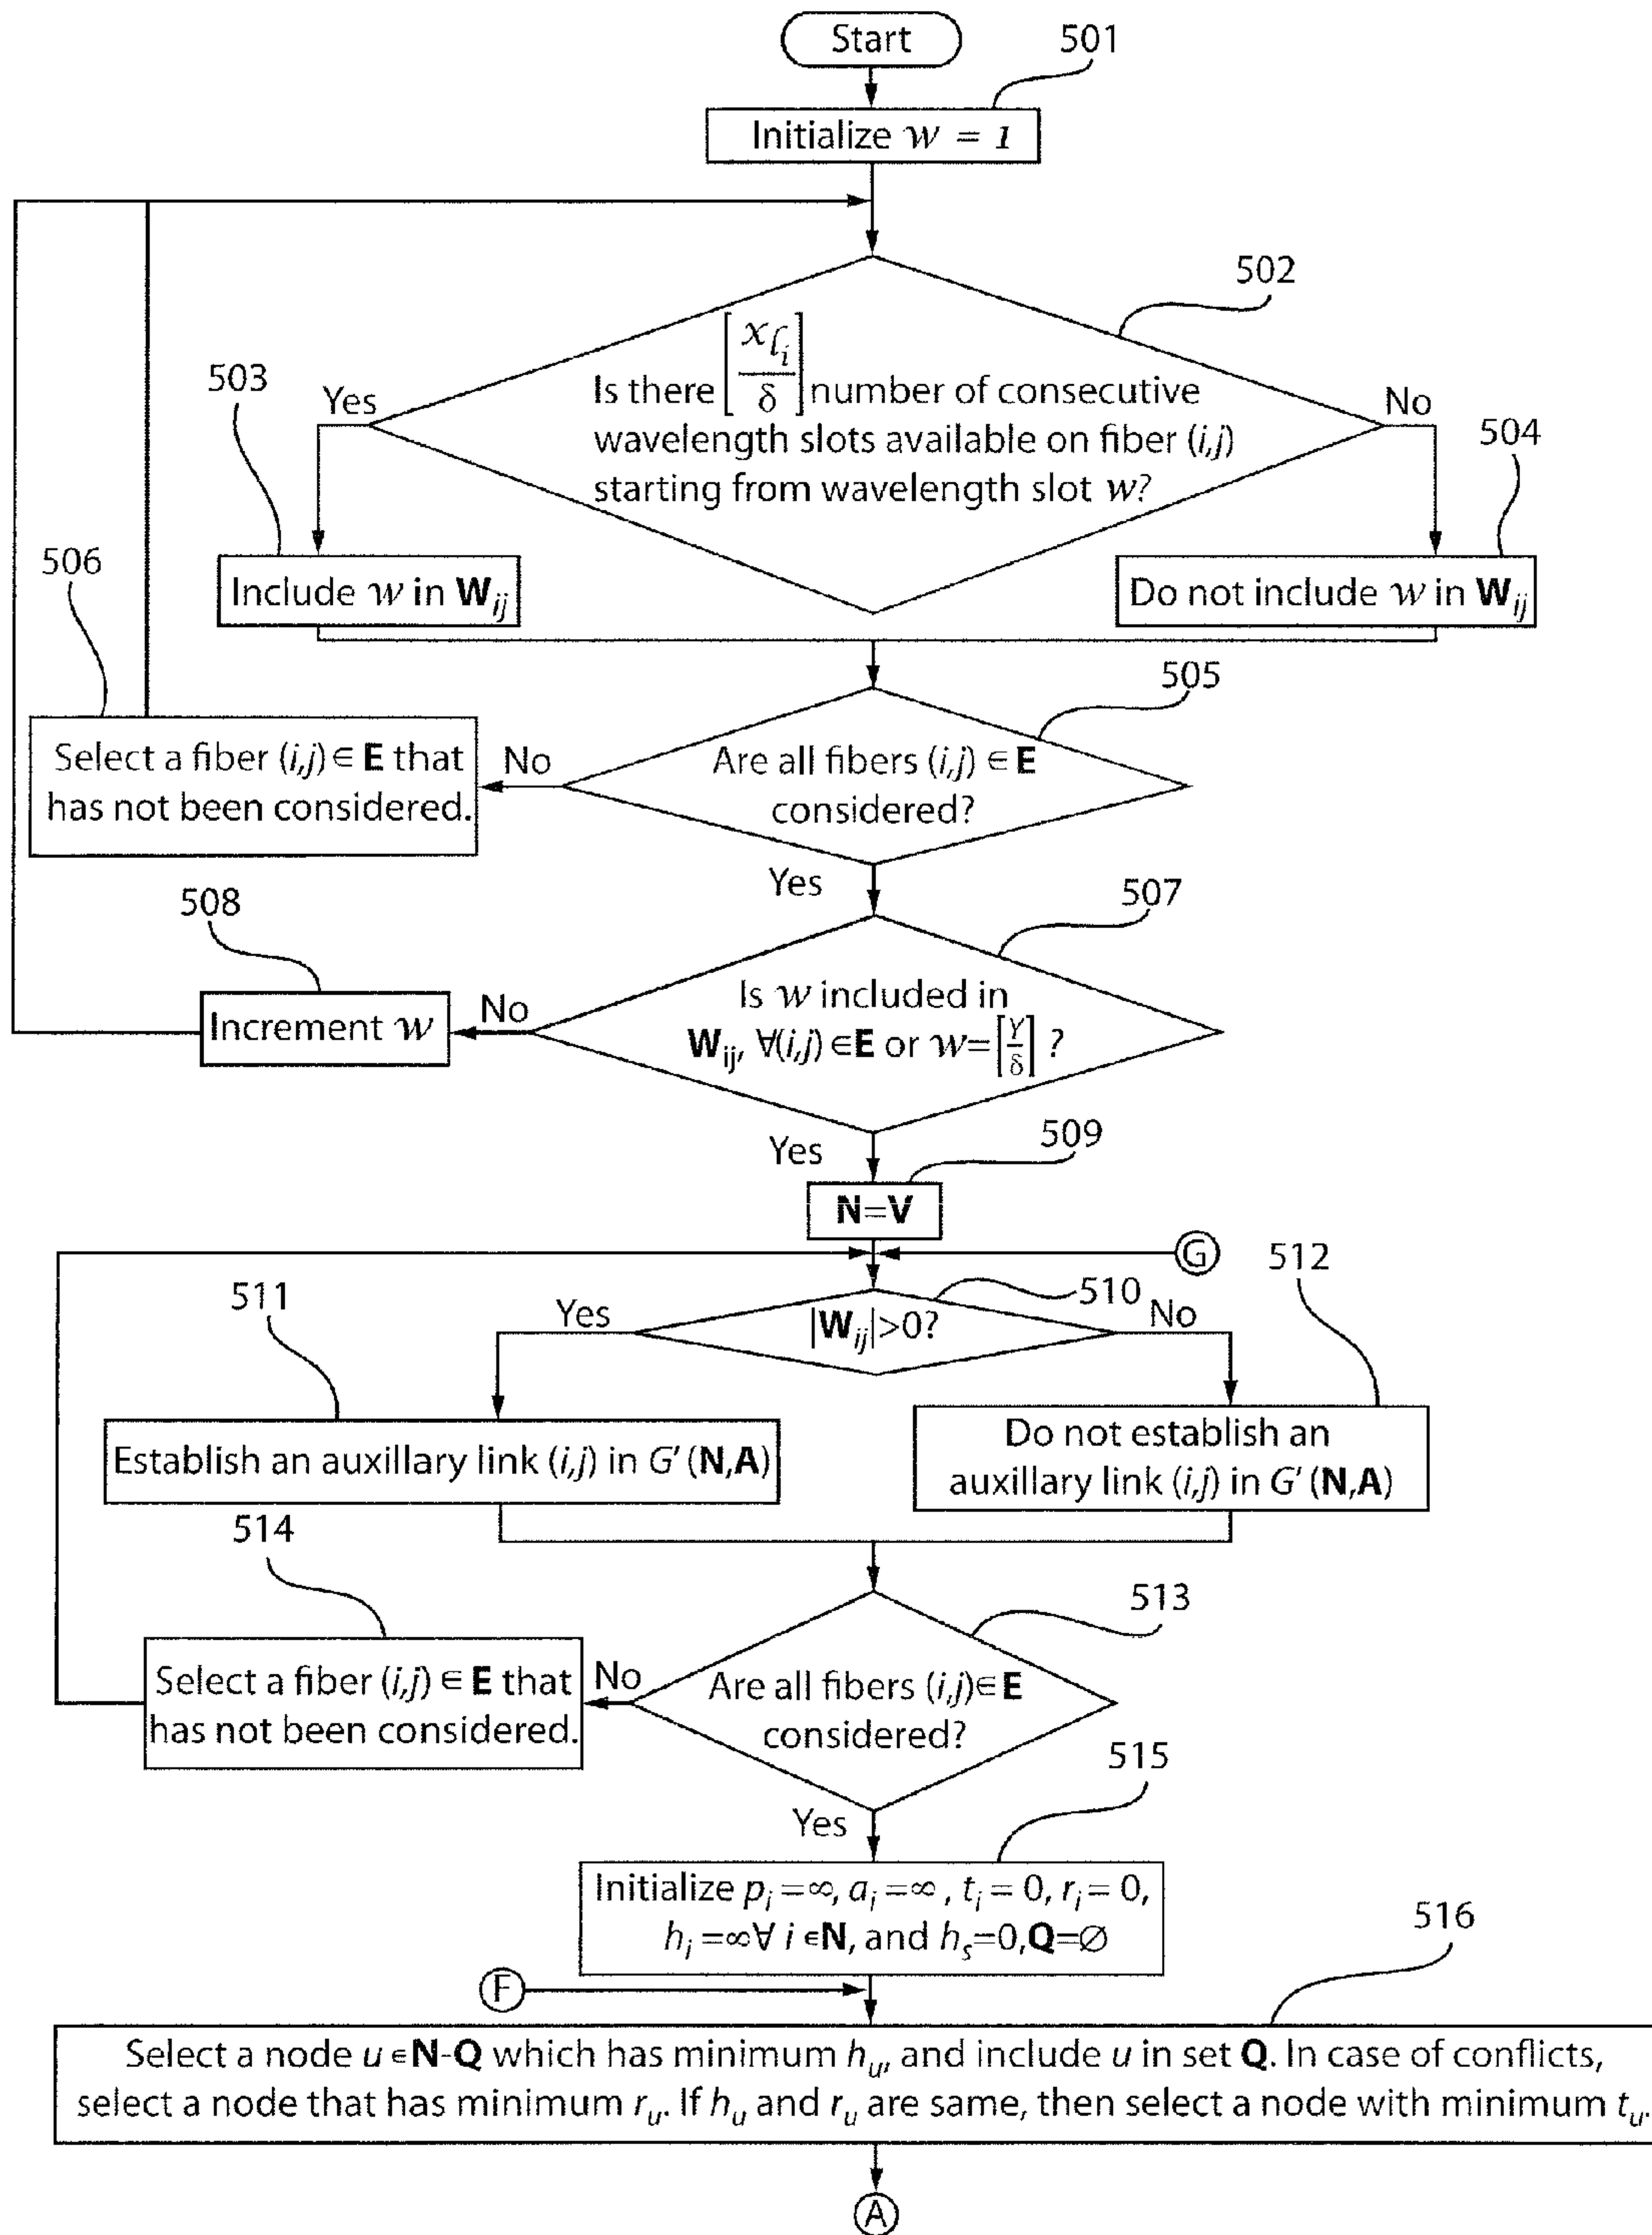 Start
501
Initialize w = 1
502
Is there ⌈x_{l_i}/δ⌉ number of consecutive
wavelength slots available on fiber (i,j)
starting from wavelength slot w?
Yes
No
503
504
Include w in W_ij
Do not include w in W_ij
506
505
Select a fiber (i,j) ∈ E that
has not been considered.
No
Are all fibers (i,j) ∈ E
considered?
Yes
508
507
Increment w
No
Is w included in
W_ij, ∀(i,j) ∈ E or w=⌈γ/δ⌉ ?
Yes
509
N=V
G
510
|W_ij|>0?
Yes
No
511
512
Establish an auxillary link (i,j) in G' (N,A)
Do not establish an
auxillary link (i,j) in G' (N,A)
514
513
Select a fiber (i,j) ∈ E that
has not been considered.
No
Are all fibers (i,j)∈E
considered?
Yes
515
Initialize p_i =∞, a_i =∞, t_i = 0, r_i = 0,
h_i =∞∀ i ∈N, and h_s=0,Q=∅
F
516
Select a node u ∈N-Q which has minimum h_u, and include u in set Q. In case of conflicts,
select a node that has minimum r_u. If h_u and r_u are same, then select a node with minimum t_u.
A